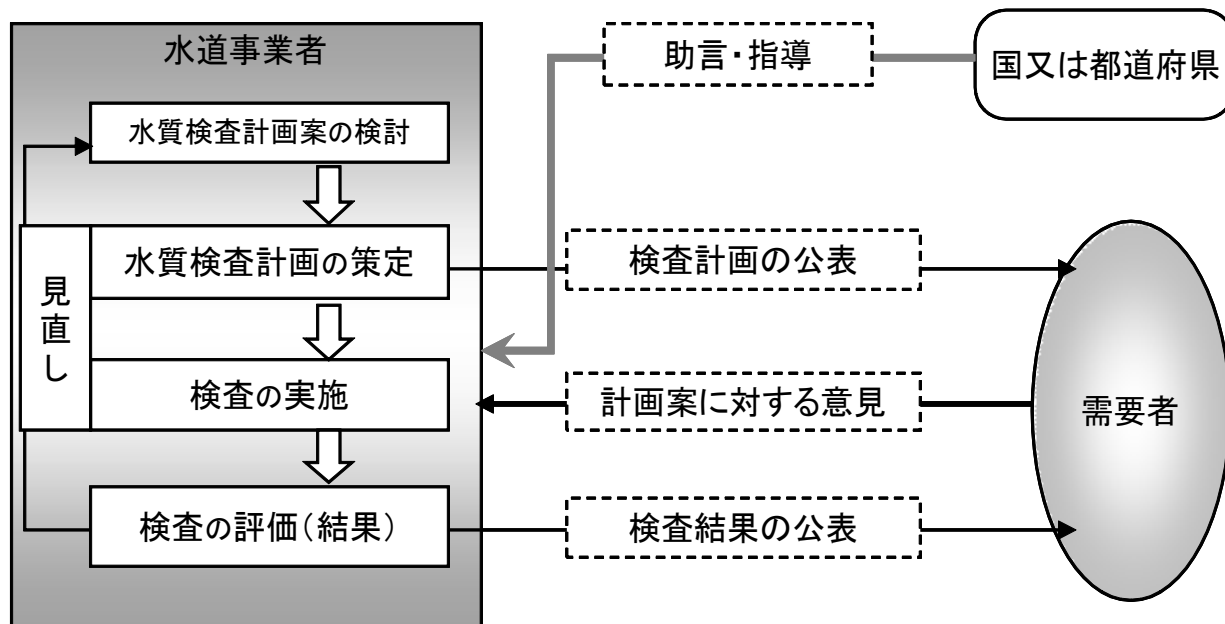 水道事業者
助言・指導
国又は都道府県
水質検査計画案の検討
水質検査計画の策定
検査計画の公表
見直し
検査の実施
計画案に対する意見
需要者
検査の評価（結果）
検査結果の公表